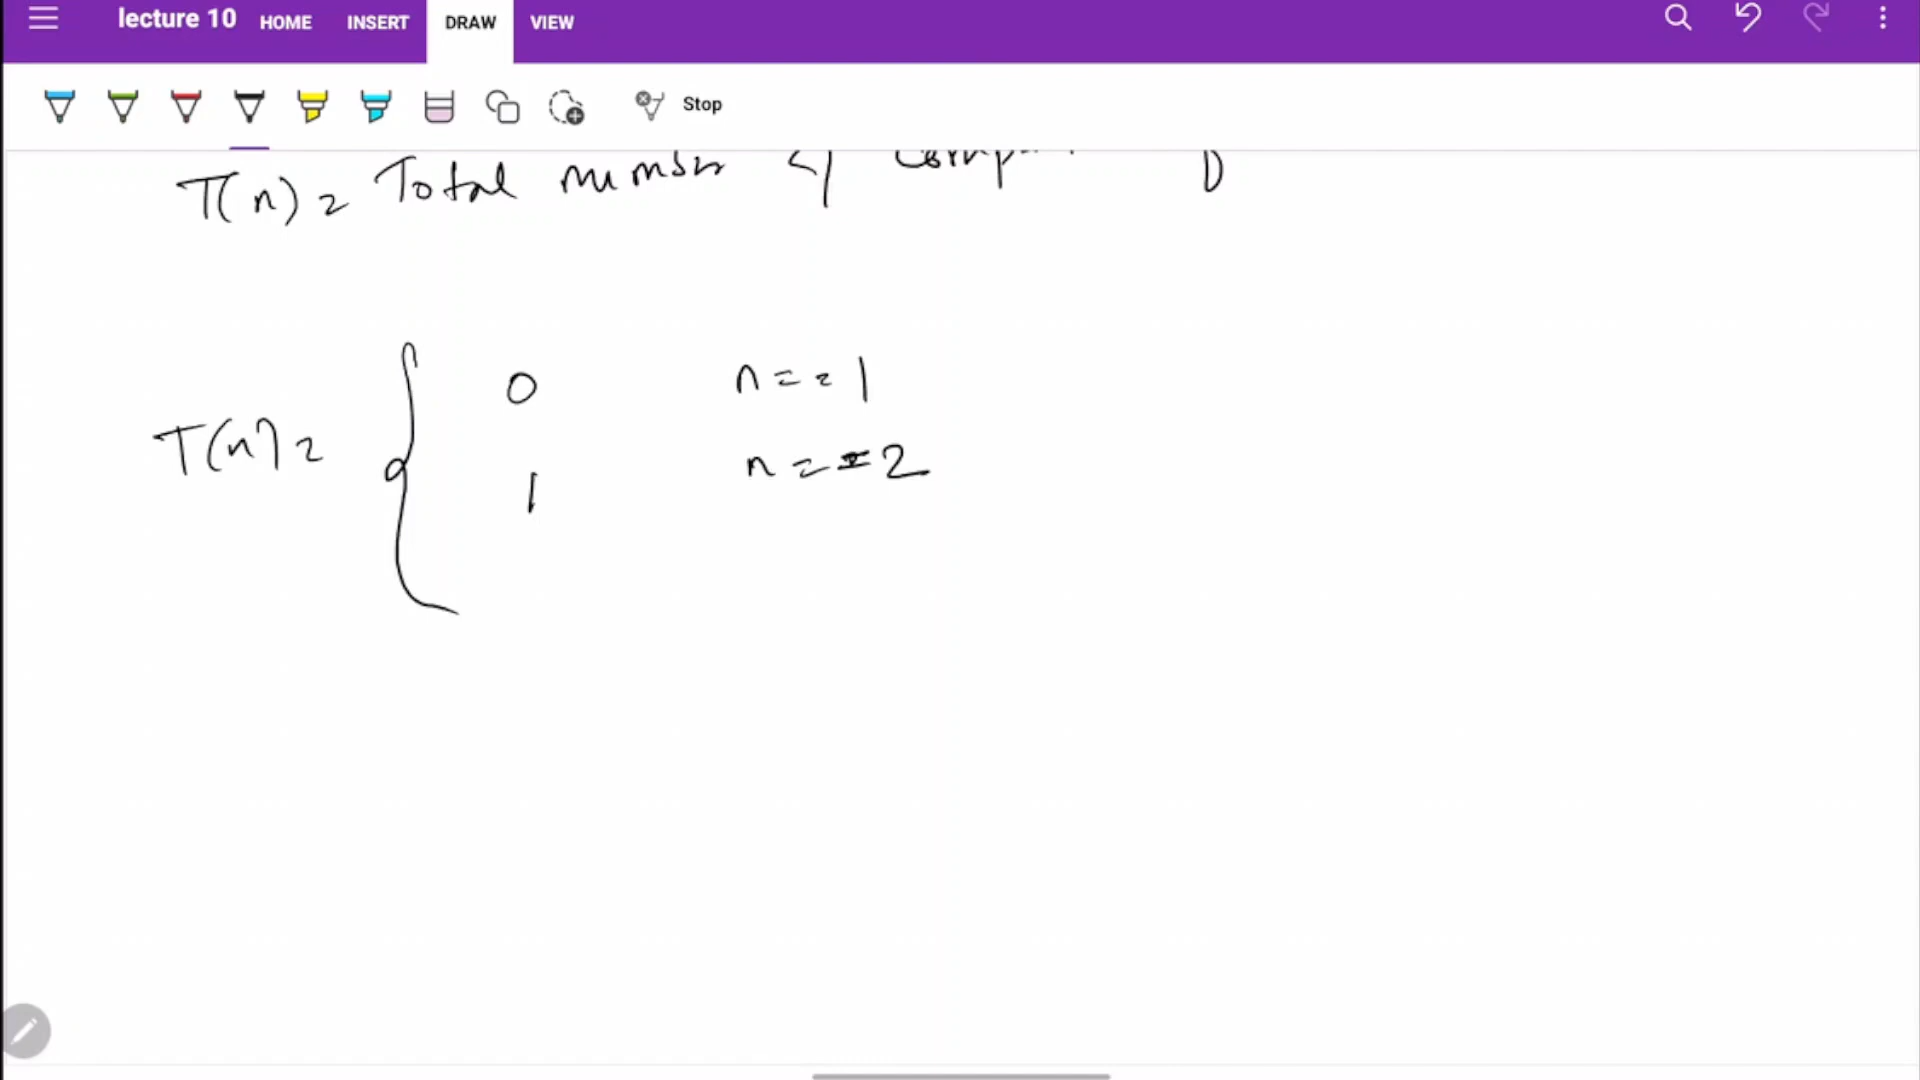 lecture 10 HOME INSERT DRAW VIEW
Stop
T(n) = Total number of
T(n) =
0 n == 1
1 n == 2